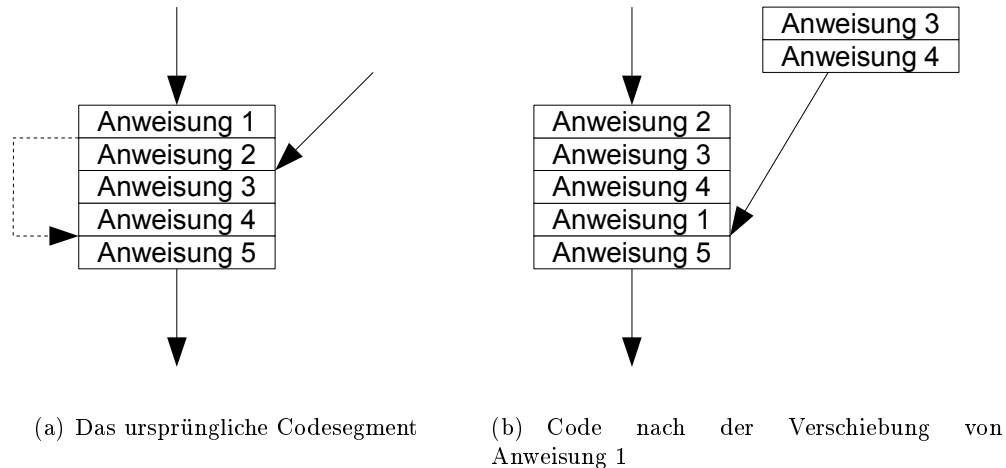 Anweisung 1
Anweisung 2
Anweisung 3
Anweisung 4
Anweisung 5
(a) Das ursprüngliche Codesegment
Anweisung 3
Anweisung 4
Anweisung 2
Anweisung 3
Anweisung 4
Anweisung 1
Anweisung 5
(b) Code nach der Verschiebung von
Anweisung 1